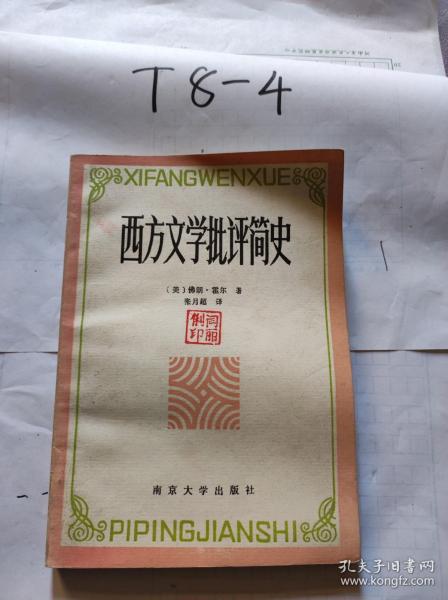 T 8-4
XIFANGWENXUE
西方文学批评简史
〔美〕佛朗·霍尔 著
张月超 译
南京大学出版社
PIPINGJIANSHI
孔夫子旧书网
www.kongfz.com